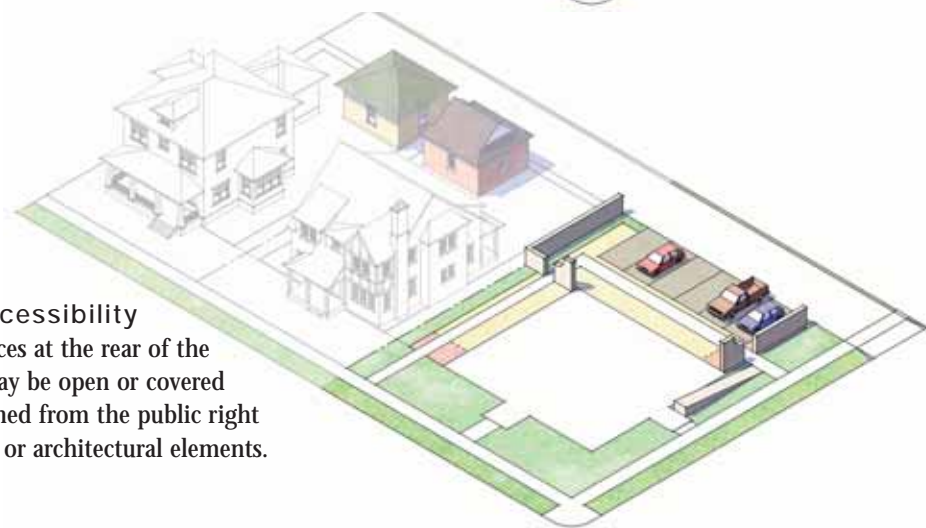 cessibility
ces at the rear of the
ay be open or covered
ned from the public right
or architectural elements.